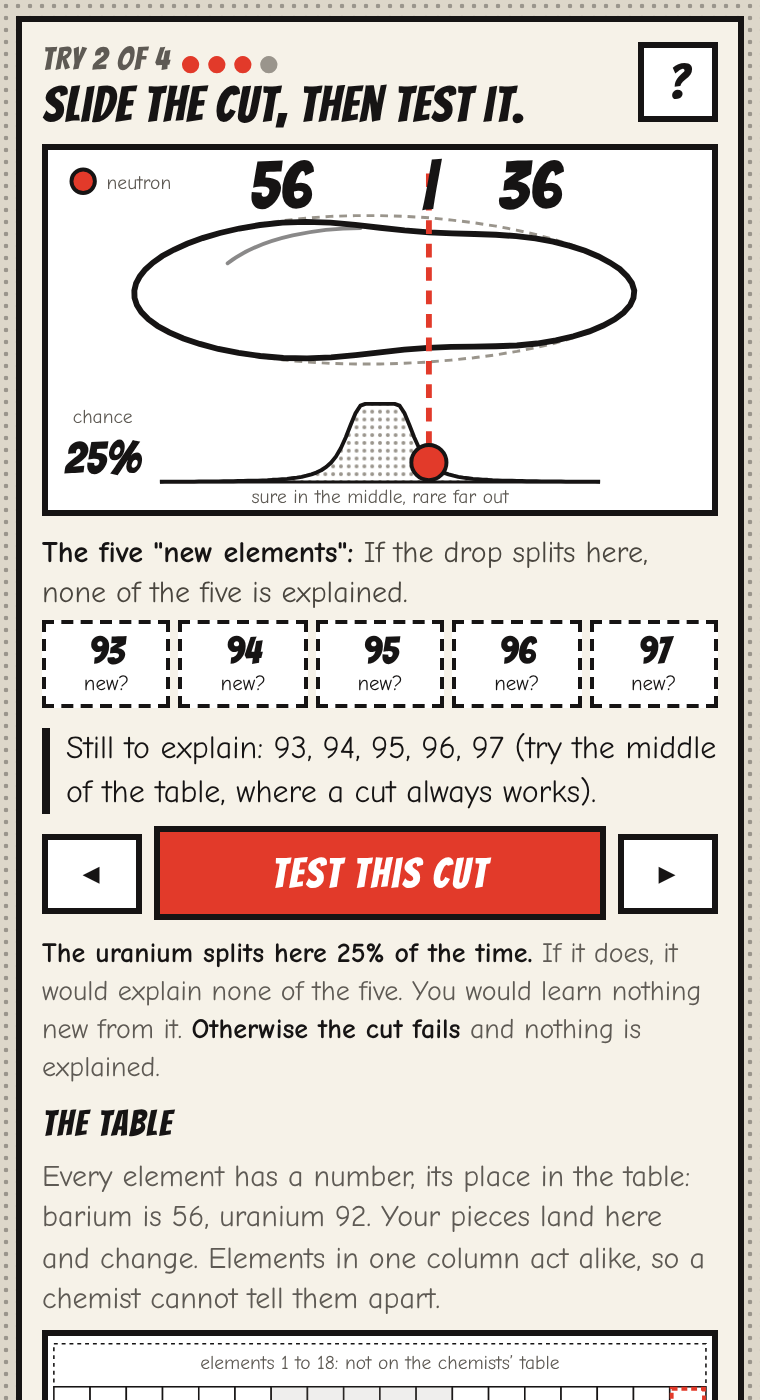 TRY 2 OF 4
SLIDE THE CUT, THEN TEST IT.
?
neutron
56 / 36
chance
25%
sure in the middle, rare far out
The five "new elements": If the drop splits here,
none of the five is explained.
93 94 95 96 97
new? new? new? new? new?
Still to explain: 93, 94, 95, 96, 97 (try the middle
of the table, where a cut always works).
◄ TEST THIS CUT ►
The uranium splits here 25% of the time. If it does, it
would explain none of the five. You would learn nothing
new from it. Otherwise the cut fails and nothing is
explained.
THE TABLE
Every element has a number, its place in the table:
barium is 56, uranium 92. Your pieces land here
and change. Elements in one column act alike, so a
chemist cannot tell them apart.
elements 1 to 18: not on the chemists’ table